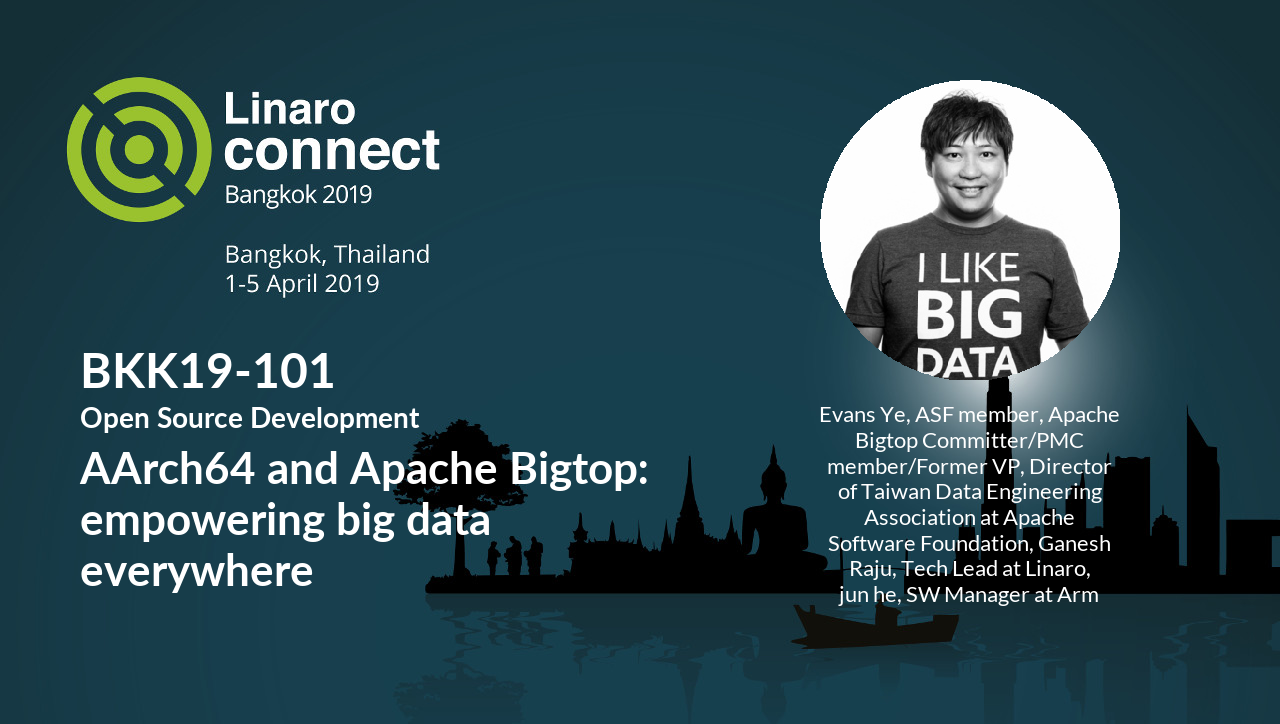 Linaro
connect
Bangkok 2019
Bangkok, Thailand
1-5 April 2019
BKK19-101
Open Source Development
AArch64 and Apache Bigtop:
empowering big data
everywhere
I LIKE
BIG
DATA
Evans Ye, ASF member, Apache
Bigtop Committer/PMC
member/Former VP, Director
of Taiwan Data Engineering
Association at Apache
Software Foundation, Ganesh
Raju, Tech Lead at Linaro,
jun he, SW Manager at Arm